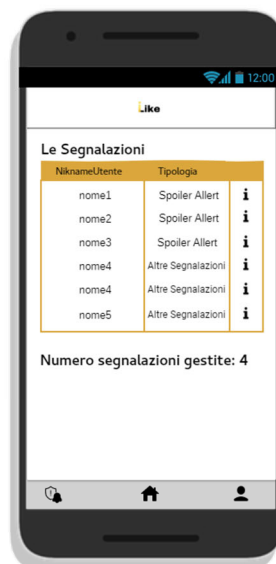 12:00
Like
Le Segnalazioni
NiknameUtente Tipologia
nome1 Spoiler Allert i
nome2 Spoiler Allert i
nome3 Spoiler Allert i
nome4 Altre Segnalazioni i
nome4 Altre Segnalazioni i
nome5 Altre Segnalazioni i
Numero segnalazioni gestite: 4